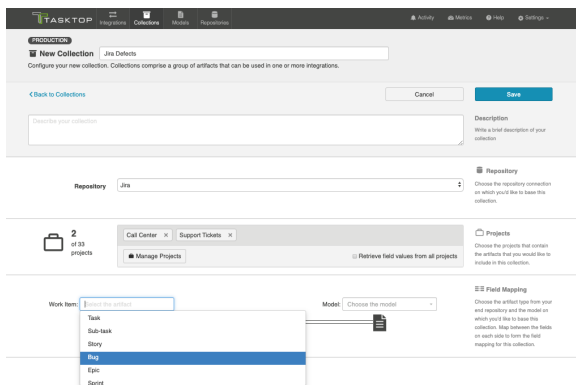 TASKTOP
Integrations
Collections
Models
Repositories
Activity
Metrics
Help
Settings
PRODUCTION
New Collection
Jira Defects
Configure your new collection. Collections comprise a group of artifacts that can be used in one or more integrations.
Back to Collections
Cancel
Save
Describe your collection
Description
Write a brief description of your
collection
Repository
Jira
Repository
Choose the repository connection
on which you'd like to base this
collection.
2
of 33
projects
Call Center ×
Support Tickets ×
Manage Projects
Retrieve field values from all projects
Projects
Choose the projects that contain
the artifacts that you would like to
include in this collection.
Work Item:
Select the artifact
Model:
Choose the model
Task
Sub-task
Story
Bug
Epic
Sprint
Field Mapping
Choose the artifact type from your
end repository and the model on
which you'd like to base this
collection. Map between the fields
on each side to form the field
mapping for this collection.